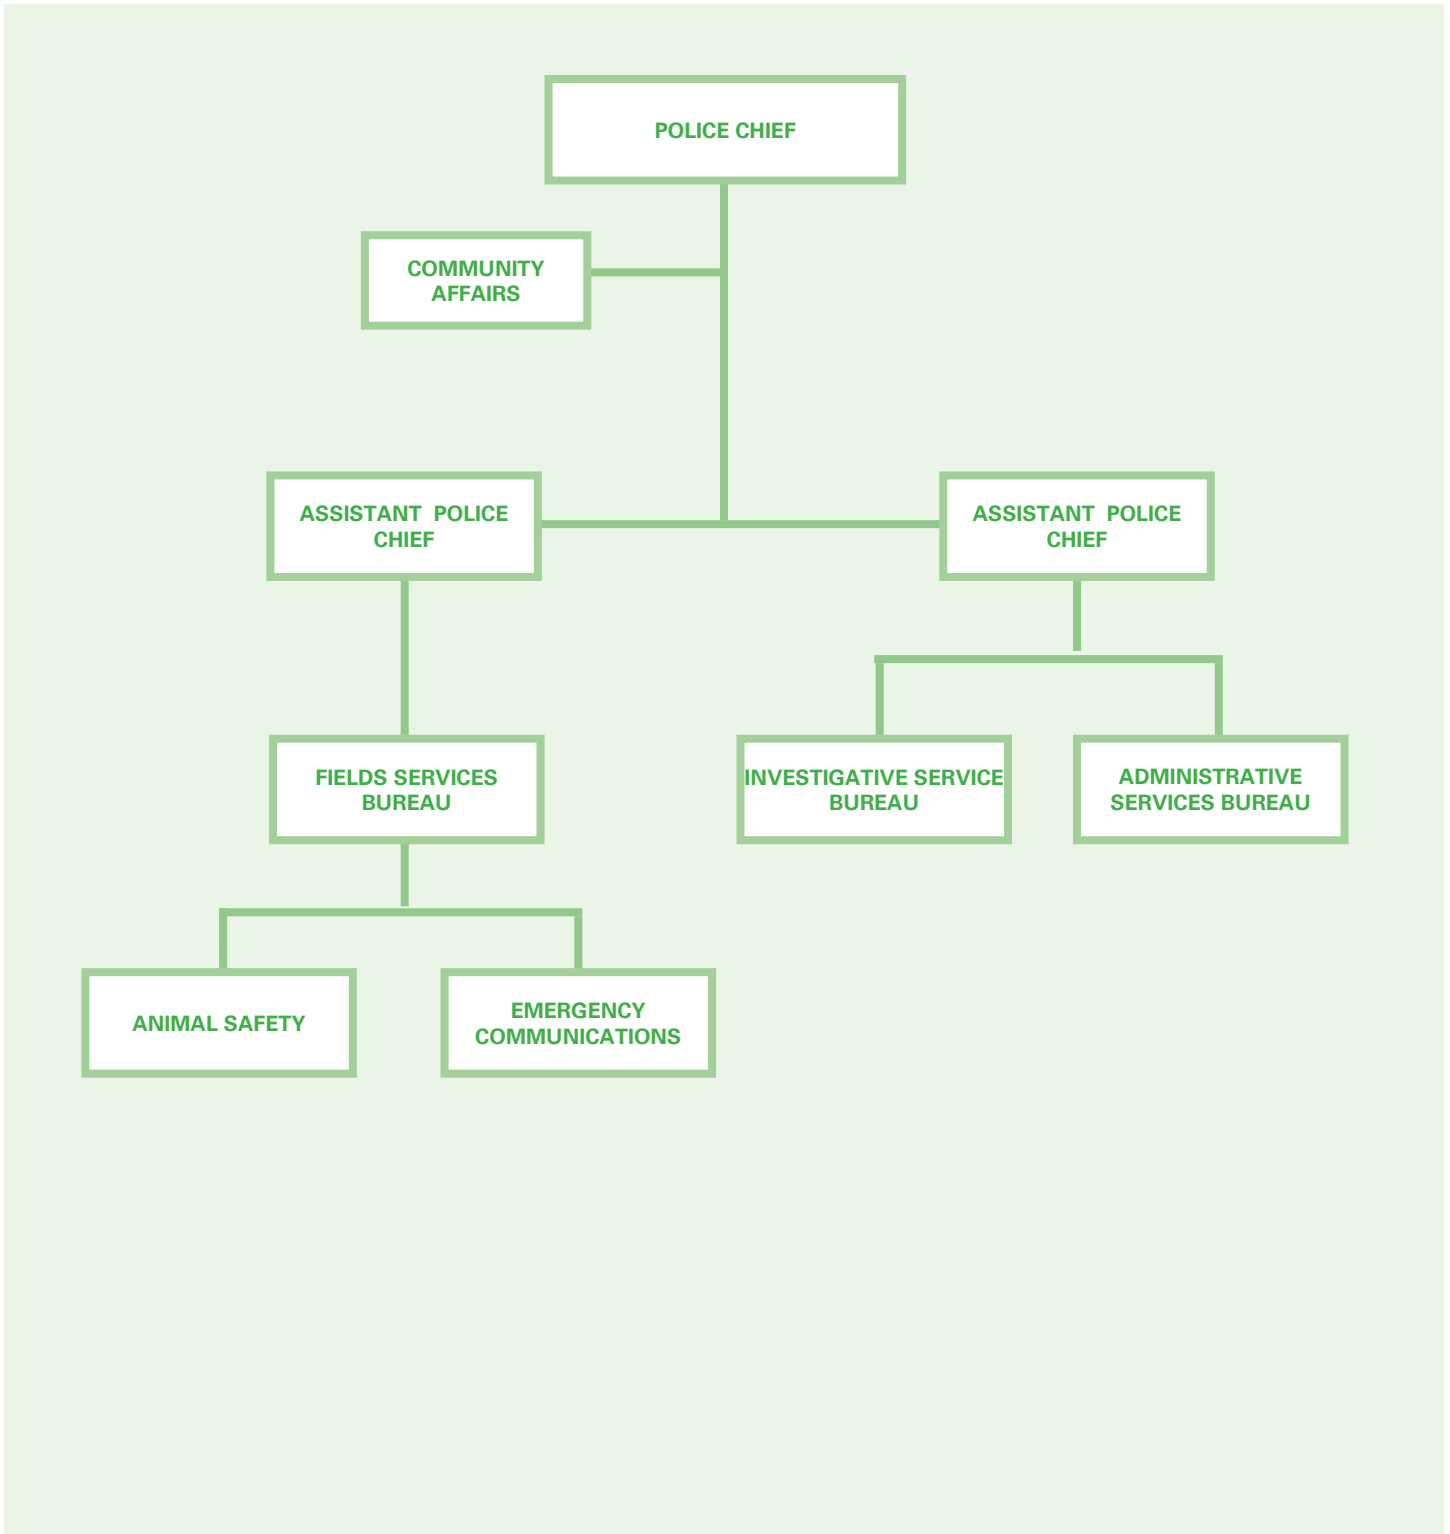 POLICE CHIEF
COMMUNITY
AFFAIRS
ASSISTANT  POLICE
CHIEF
ASSISTANT  POLICE
CHIEF
FIELDS SERVICES
BUREAU
INVESTIGATIVE SERVICE
BUREAU
ADMINISTRATIVE
SERVICES BUREAU
ANIMAL SAFETY
EMERGENCY
COMMUNICATIONS